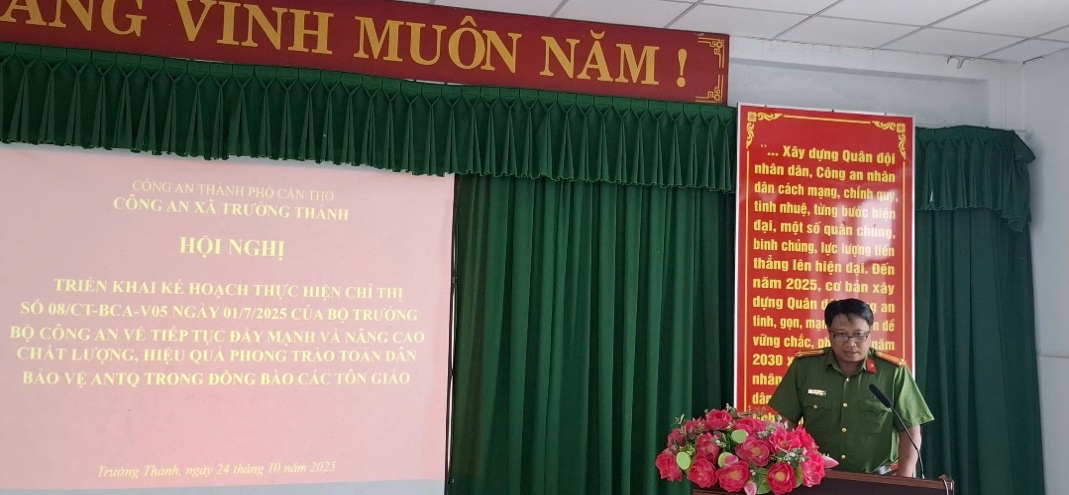 ANG VINH MUÔN NĂM !
CÔNG AN THÀNH PHỐ CẦN THƠ
CÔNG AN XÃ TRƯỜNG THÀNH
HỘI NGHỊ
TRIỂN KHAI KẾ HOẠCH THỰC HIỆN CHỈ THỊ
SỐ 08/CT-BCA-V05 NGÀY 01/7/2025 CỦA BỘ TRƯỞNG
BỘ CÔNG AN VỀ TIẾP TỤC ĐẨY MẠNH VÀ NÂNG CAO
CHẤT LƯỢNG, HIỆU QUẢ PHONG TRÀO TOÀN DÂN
BẢO VỆ ANTQ TRONG ĐỒNG BÀO CÁC TÔN GIÁO
Trường Thành, ngày 24 tháng 10 năm 2025
"... Xây dựng Quân đội
nhân dân, Công an nhân
dân cách mạng, chính quy,
tinh nhuệ, từng bước hiện
đại, một số quân chủng,
binh chủng, lực lượng tiến
thẳng lên hiện đại. Đến
năm 2025, cơ bản xây
dựng Quân an
tinh, gọn, để
vững chắc, năm
2030
nhân